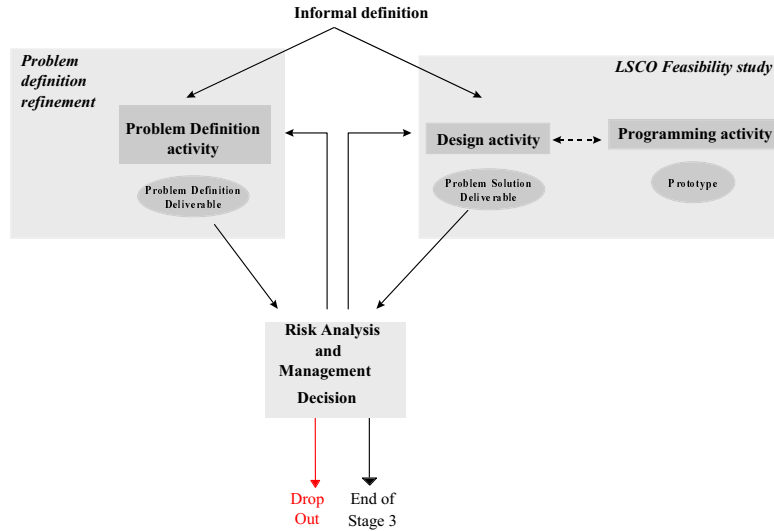 Informal definition
Problem
definition
refinement
LSCO Feasibility study
Problem Definition
activity
Design activity
Programming activity
Problem Definition
Deliverable
Problem Solution
Deliverable
Prototype
Risk Analysis
and
Management
Decision
Drop
Out
End of
Stage 3